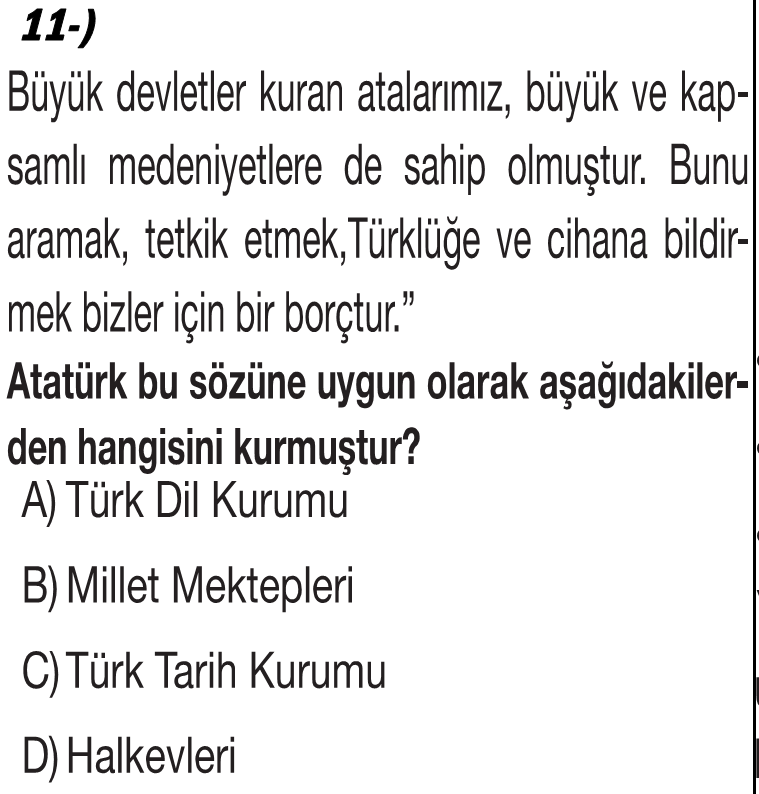 11-)
Büyük devletler kuran atalarımız, büyük ve kap-
samlı medeniyetlere de sahip olmuştur. Bunu
aramak, tetkik etmek,Türklüğe ve cihana bildir-
mek bizler için bir borçtur.”
Atatürk bu sözüne uygun olarak aşağıdakiler-
den hangisini kurmuştur?
A) Türk Dil Kurumu
B) Millet Mektepleri
C) Türk Tarih Kurumu
D) Halkevleri